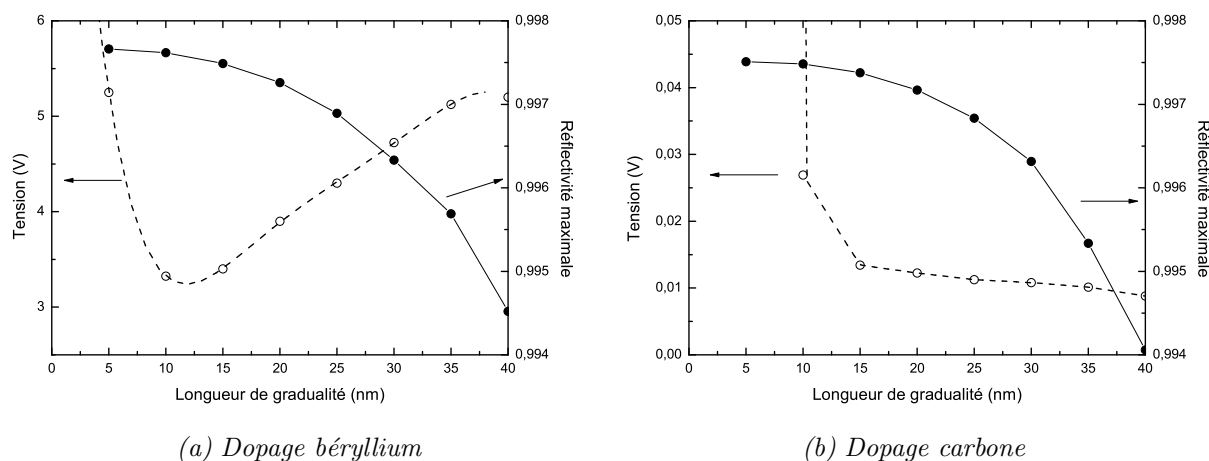 6
5
4
3
Tension (V)
0,998
0,997
0,996
0,995
0,994
Réflectivité maximale
0 5 10 15 20 25 30 35 40
Longueur de gradualité (nm)
(a) Dopage béryllium
0,05
0,04
0,03
0,02
0,01
0,00
Tension (V)
0,998
0,997
0,996
0,995
0,994
Réflectivité maximale
0 5 10 15 20 25 30 35 40
Longueur de gradualité (nm)
(b) Dopage carbone